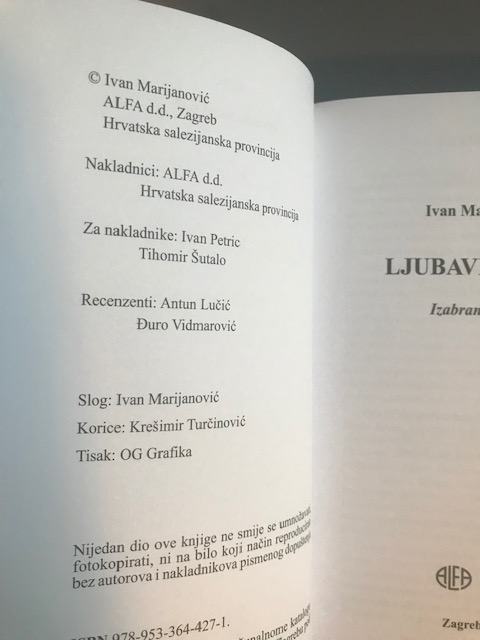 © Ivan Marijanović
ALFA d.d., Zagreb
Hrvatska salezijanska provincija
Nakladnici: ALFA d.d.
Hrvatska salezijanska provincija
Za nakladnike: Ivan Petric
Tihomir Šutalo
Recenzenti: Antun Lučić
Đuro Vidmarović
Slog: Ivan Marijanović
Korice: Krešimir Turčinović
Tisak: OG Grafika
Nijedan dio ove knjige ne smije se umnožavati,
fotokopirati, ni na bilo koji način reproducirati
bez autorova i nakladnikova pismenog dopuštenja
ISBN 978-953-364-427-1.
Ivan Ma
LJUBAV
Izabran
ALFA
Zagreb